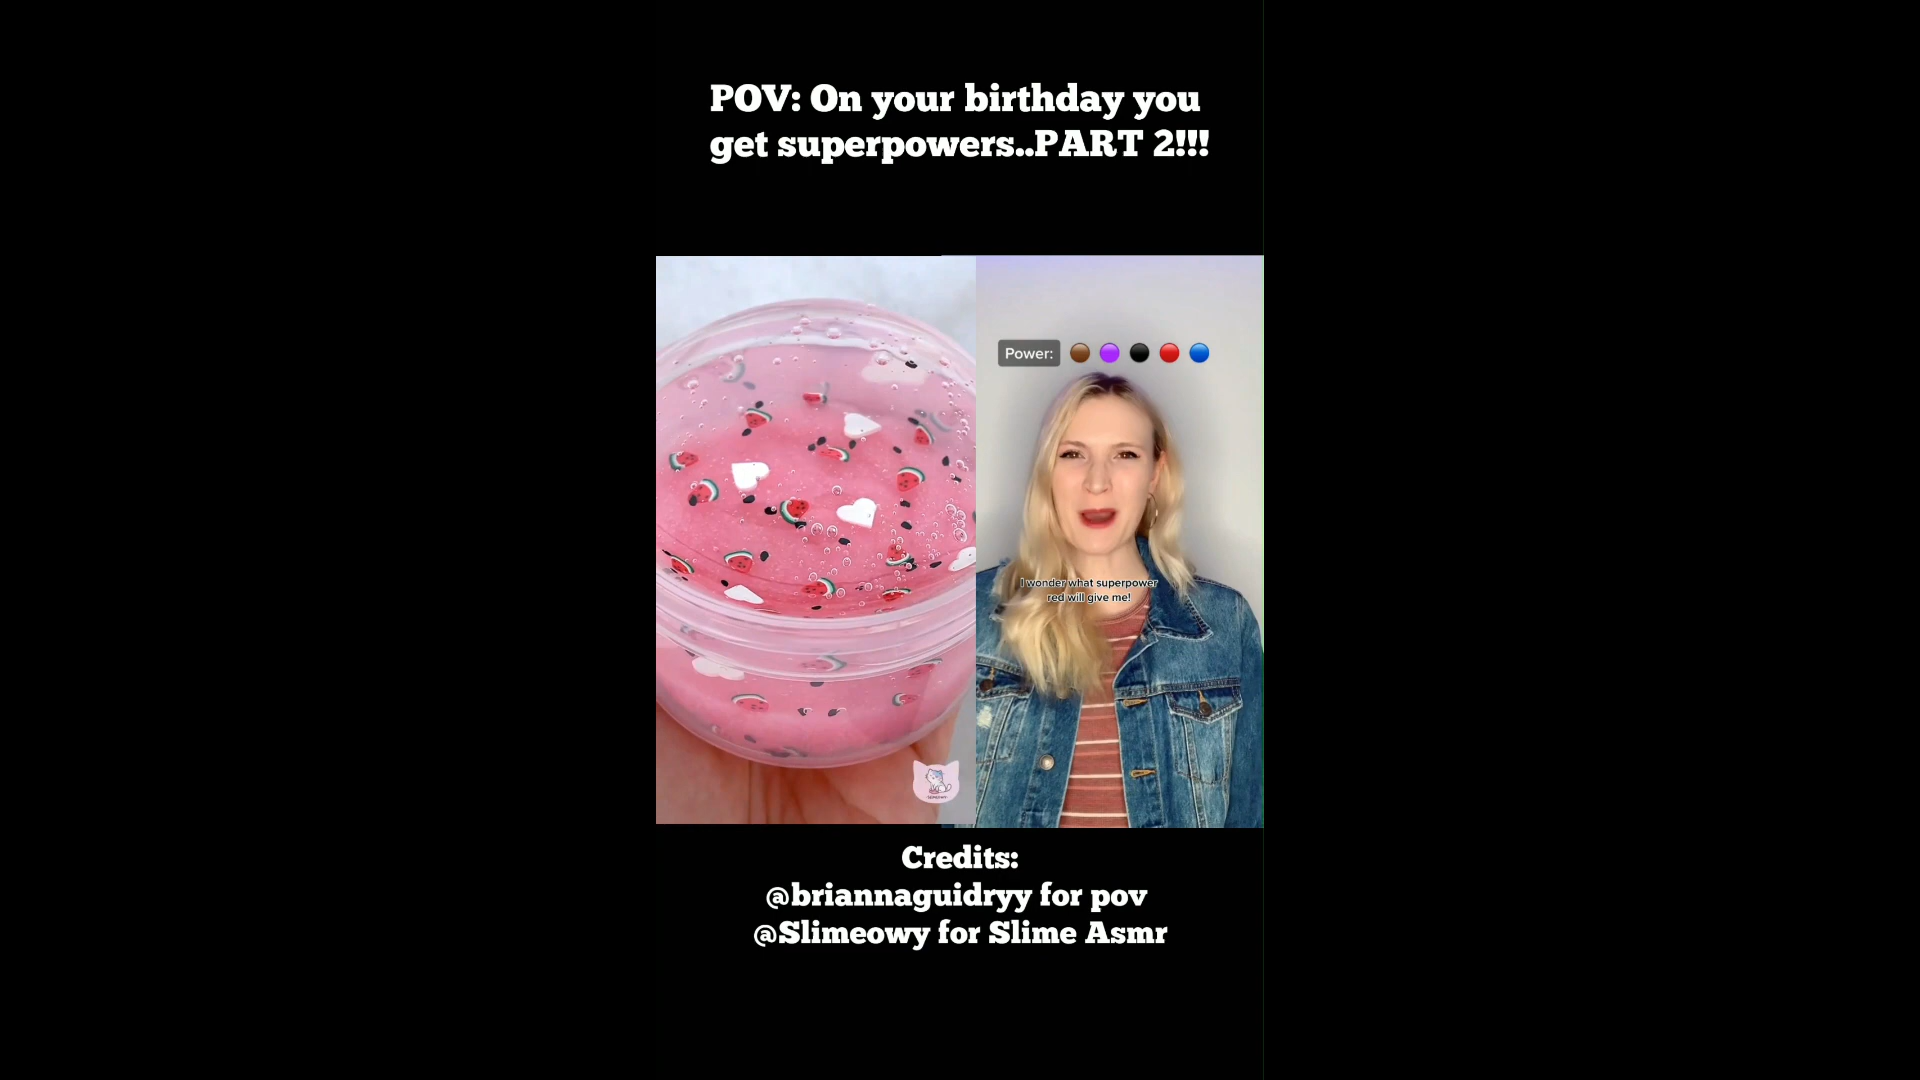 POV: On your birthday you
get superpowers..PART 2!!!
Power:
I wonder what superpower
red will give me!
Credits:
@briannaguidryy for pov
@Slimeowy for Slime Asmr